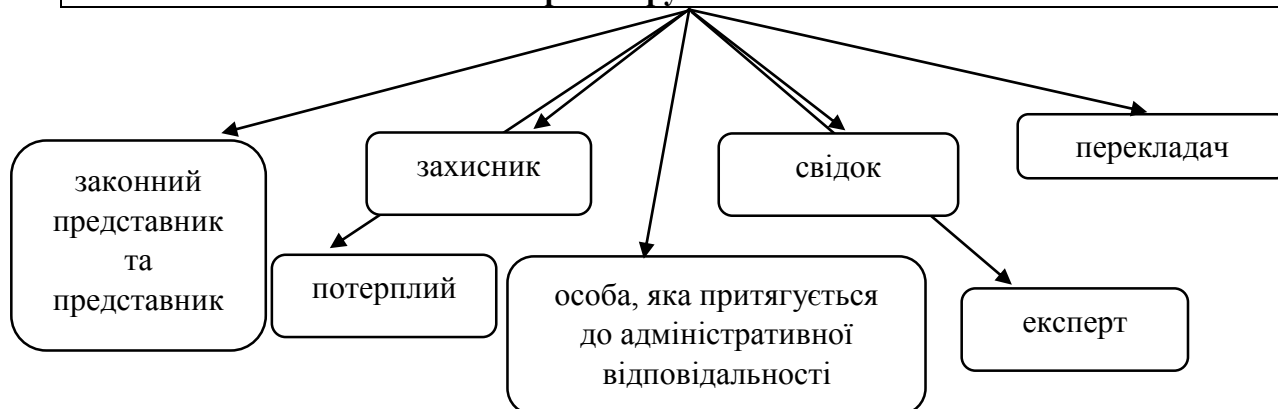 законний
представник
та
представник
захисник
потерплий
особа, яка притягується
до адміністративної
відповідальності
свідок
експерт
перекладач